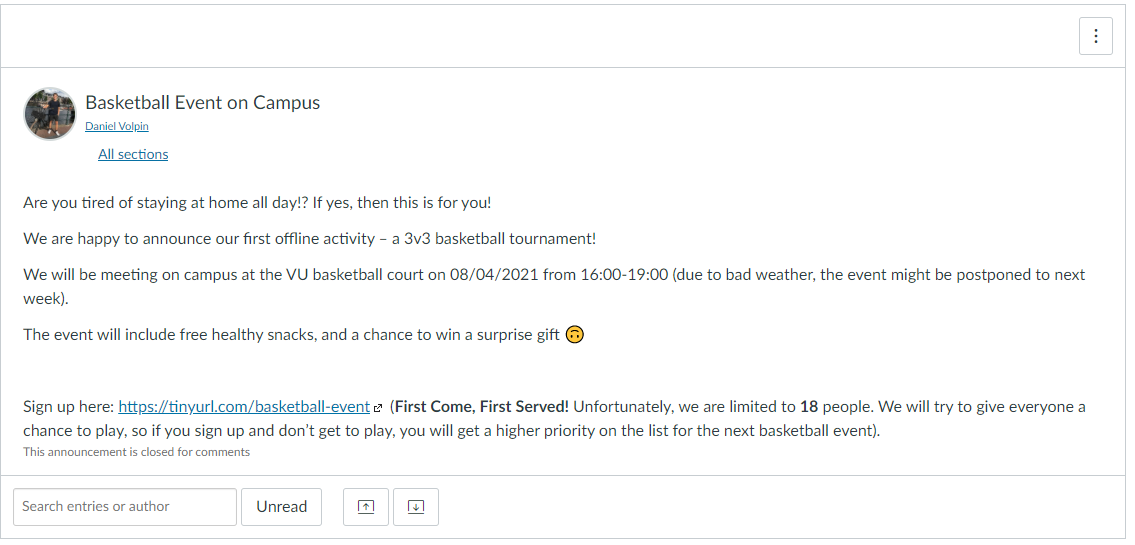 Basketball Event on Campus
Daniel Volpin
All sections
Are you tired of staying at home all day!? If yes, then this is for you!
We are happy to announce our first offline activity – a 3v3 basketball tournament!
We will be meeting on campus at the VU basketball court on 08/04/2021 from 16:00-19:00 (due to bad weather, the event might be postponed to next
week).
The event will include free healthy snacks, and a chance to win a surprise gift 🙃
Sign up here: https://tinyurl.com/basketball-event (First Come, First Served! Unfortunately, we are limited to 18 people. We will try to give everyone a
chance to play, so if you sign up and don’t get to play, you will get a higher priority on the list for the next basketball event).
This announcement is closed for comments
Search entries or author
Unread